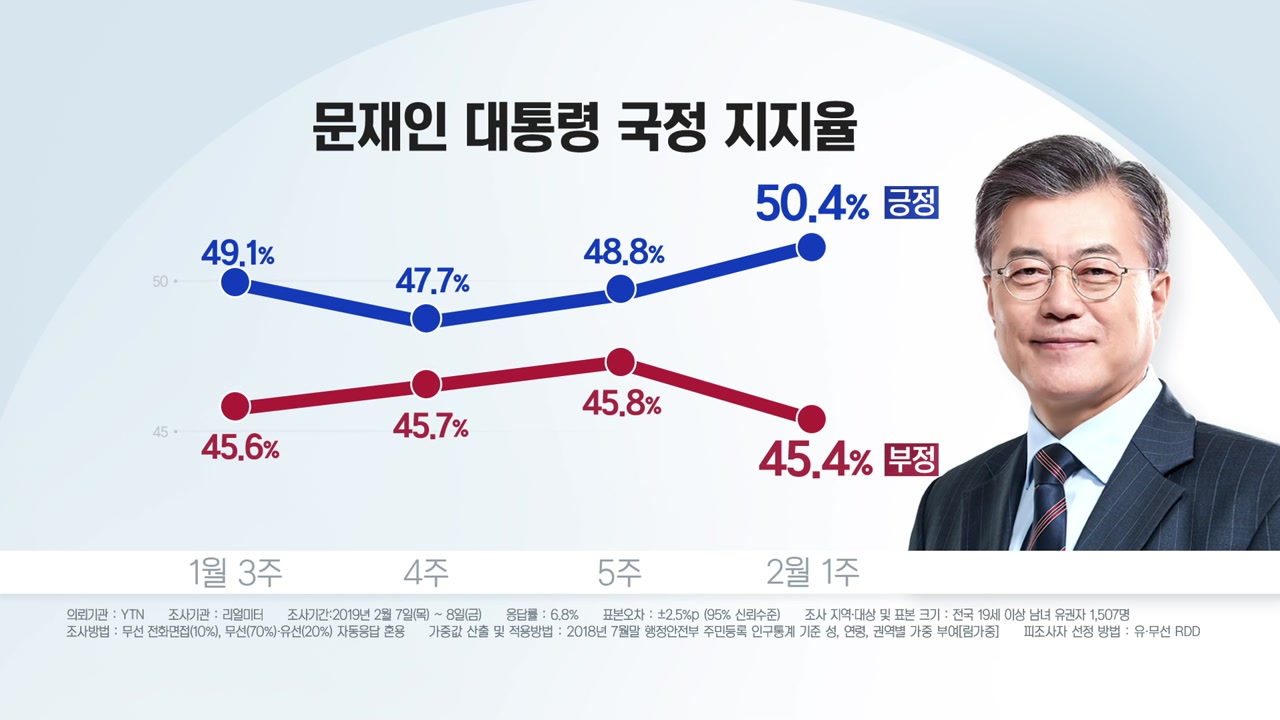 문재인 대통령 국정 지지율
50.4% 긍정
49.1%
47.7%
48.8%
50
45.6%
45.7%
45.8%
45.4% 부정
45
1월 3주 4주 5주 2월 1주
의뢰기관 : YTN 조사기관 : 리얼미터 조사기간:2019년 2월 7일(목) ~ 8일(금) 응답률 : 6.8% 표본오차 : ±2.5%p (95% 신뢰수준) 조사 지역·대상 및 표본 크기 : 전국 19세 이상 남녀 유권자 1,507명
조사방법 : 무선 전화면접(10%), 무선(70%)·유선(20%) 자동응답 혼용 가중값 산출 및 적용방법 : 2018년 7월말 행정안전부 주민등록 인구통계 기준 성, 연령, 권역별 가중 부여[림가중] 피조사자 선정 방법 : 유·무선 RDD